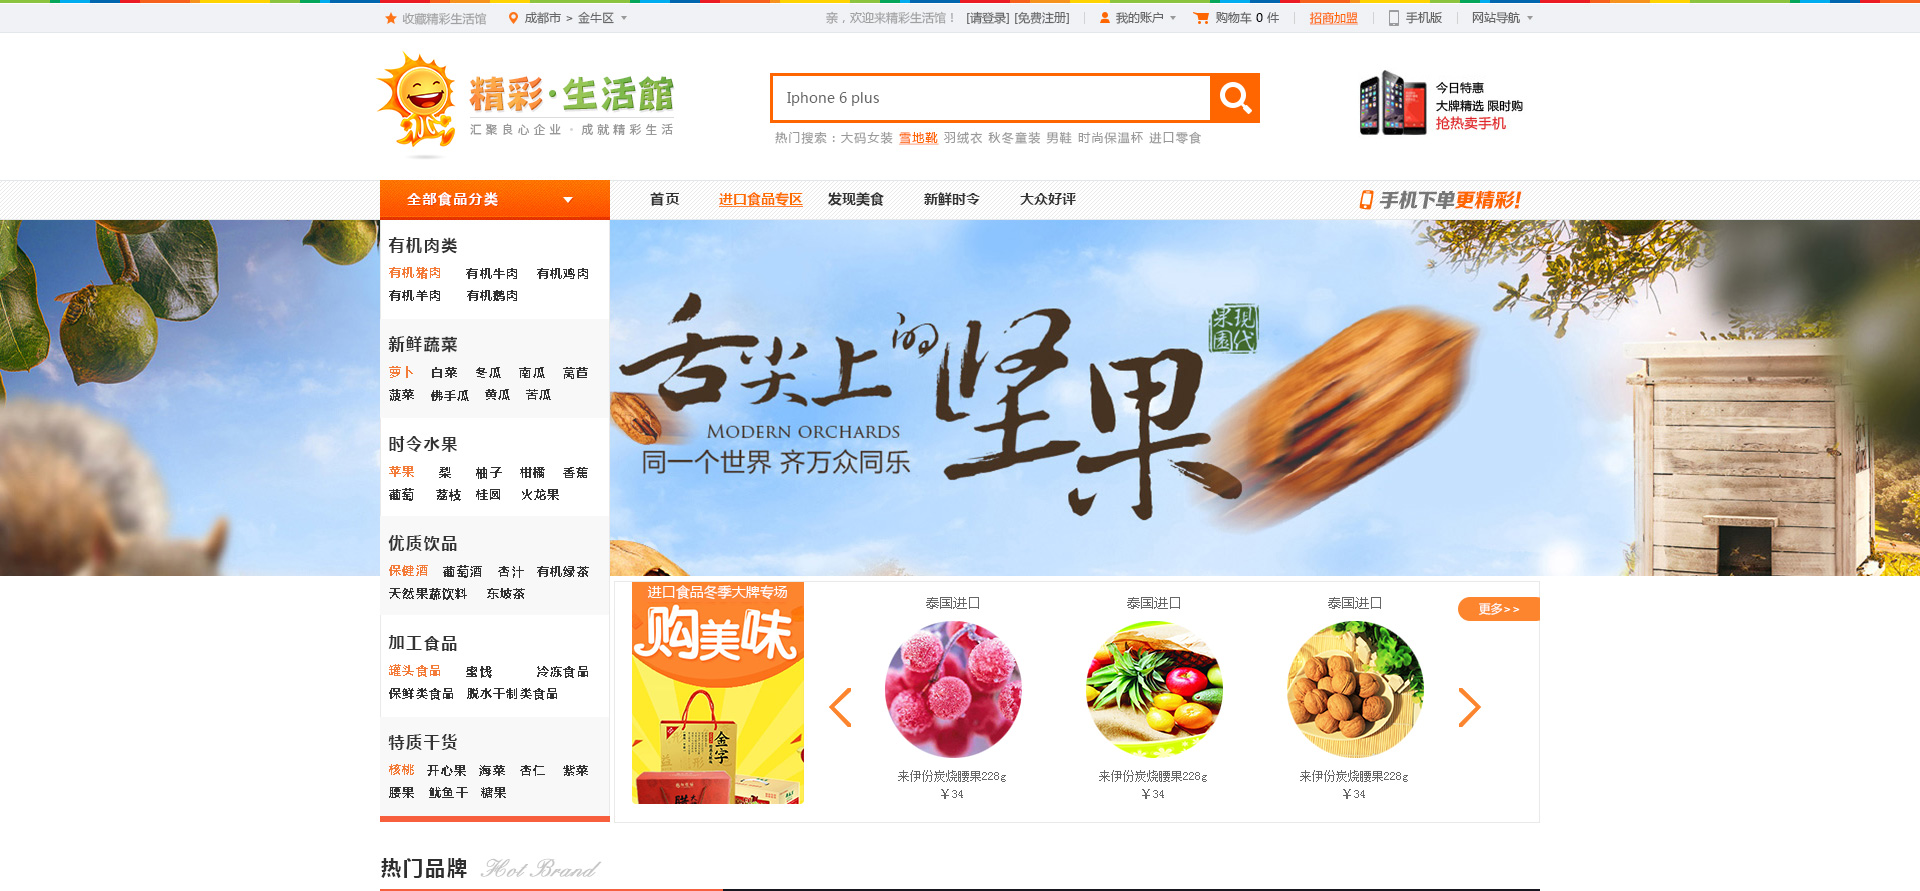 收藏精彩生活馆 成都市 > 金牛区
亲，欢迎来精彩生活馆！ [请登录] [免费注册] 我的账户 购物车 0 件 招商加盟 手机版 网站导航
精彩·生活館
汇聚良心企业·成就精彩生活
Iphone 6 plus
热门搜索：大码女装 雪地靴 羽绒衣 秋冬童装 男鞋 时尚保温杯 进口零食
今日特惠
大牌精选 限时购
抢热卖手机
全部食品分类 首页 进口食品专区 发现美食 新鲜时令 大众好评 手机下单更精彩!
有机肉类
有机猪肉 有机牛肉 有机鸡肉
有机羊肉 有机鹅肉
新鲜蔬菜
萝卜 白菜 冬瓜 南瓜 莴苣
菠菜 佛手瓜 黄瓜 苦瓜
时令水果
苹果 梨 柚子 柑橘 香蕉
葡萄 荔枝 桂圆 火龙果
优质饮品
保健酒 葡萄酒 杏汁 有机绿茶
天然果蔬饮料 东坡茶
加工食品
罐头食品 蜜饯 冷冻食品
保鲜类食品 脱水干制类食品
特质干货
核桃 开心果 海菜 杏仁 紫菜
腰果 鱿鱼干 糖果
舌尖上的坚果
现代果園
MODERN ORCHARDS
同一个世界 齐万众同乐
进口食品冬季大牌专场
购美味
金字
泰国进口 泰国进口 泰国进口
更多>>
来伊份炭烧腰果228g 来伊份炭烧腰果228g 来伊份炭烧腰果228g
￥34 ￥34 ￥34
热门品牌 Hot Brand